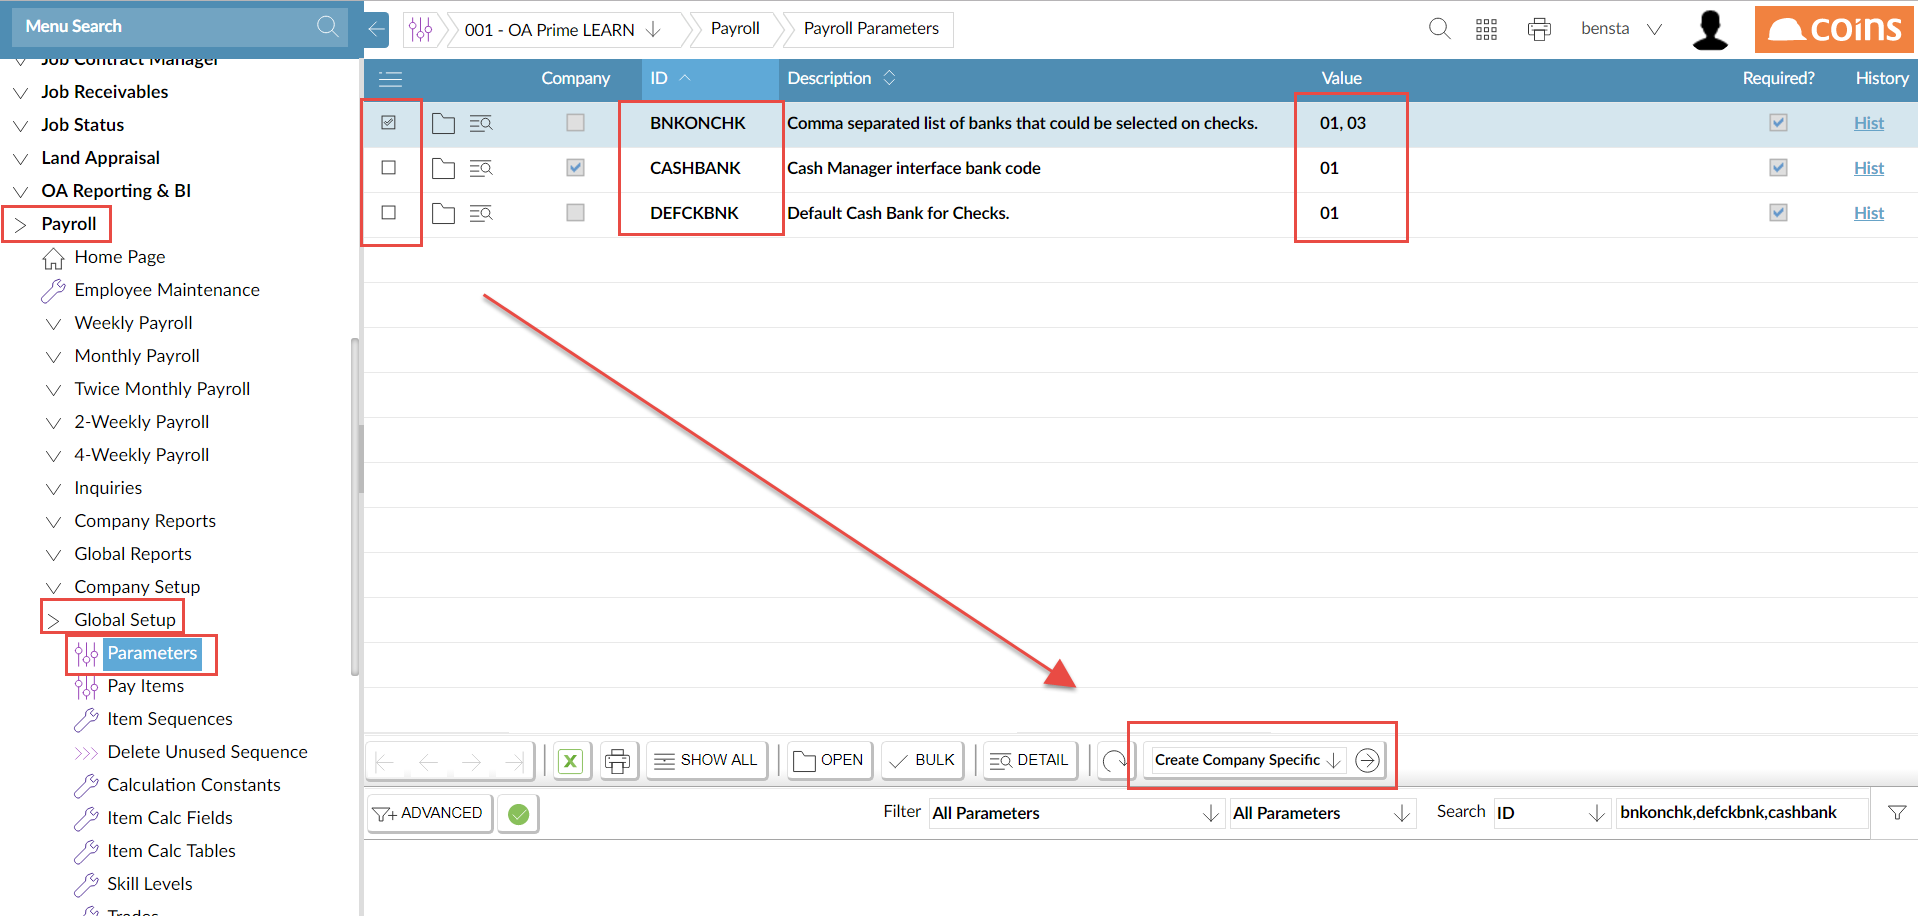 Menu Search
Job Contract Manager
Job Receivables
Job Status
Land Appraisal
OA Reporting & BI
Payroll
Home Page
Employee Maintenance
Weekly Payroll
Monthly Payroll
Twice Monthly Payroll
2-Weekly Payroll
4-Weekly Payroll
Inquiries
Company Reports
Global Reports
Company Setup
Global Setup
Parameters
Pay Items
Item Sequences
Delete Unused Sequence
Calculation Constants
Item Calc Fields
Item Calc Tables
Skill Levels
Trades
001 - OA Prime LEARN Payroll Payroll Parameters bensta coins
Company ID Description Value Required? History
BNKONCHK Comma separated list of banks that could be selected on checks. 01, 03 Hist
CASHBANK Cash Manager interface bank code 01 Hist
DEFCKBNK Default Cash Bank for Checks. 01 Hist
X SHOW ALL OPEN BULK DETAIL Create Company Specific
ADVANCED Filter All Parameters All Parameters Search ID bnkonchk,defckbnk,cashbank